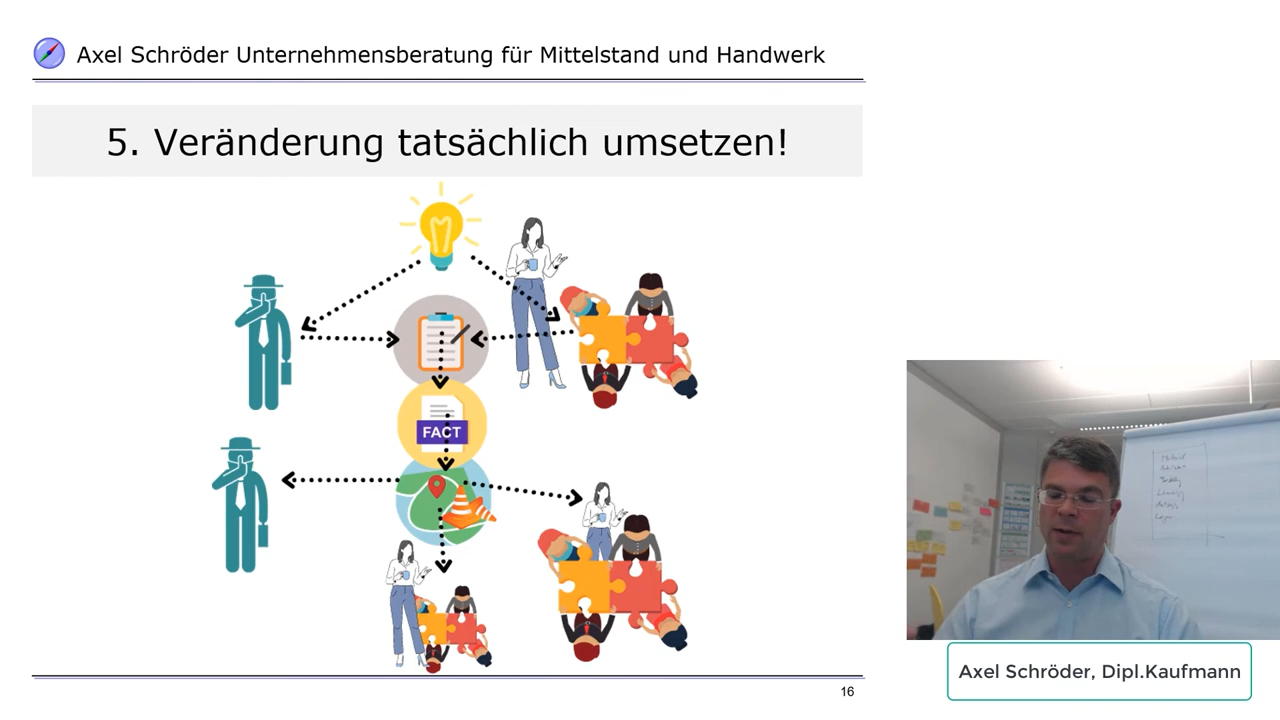 Axel Schröder Unternehmensberatung für Mittelstand und Handwerk
5. Veränderung tatsächlich umsetzen!
FACT
16
Axel Schröder, Dipl.Kaufmann